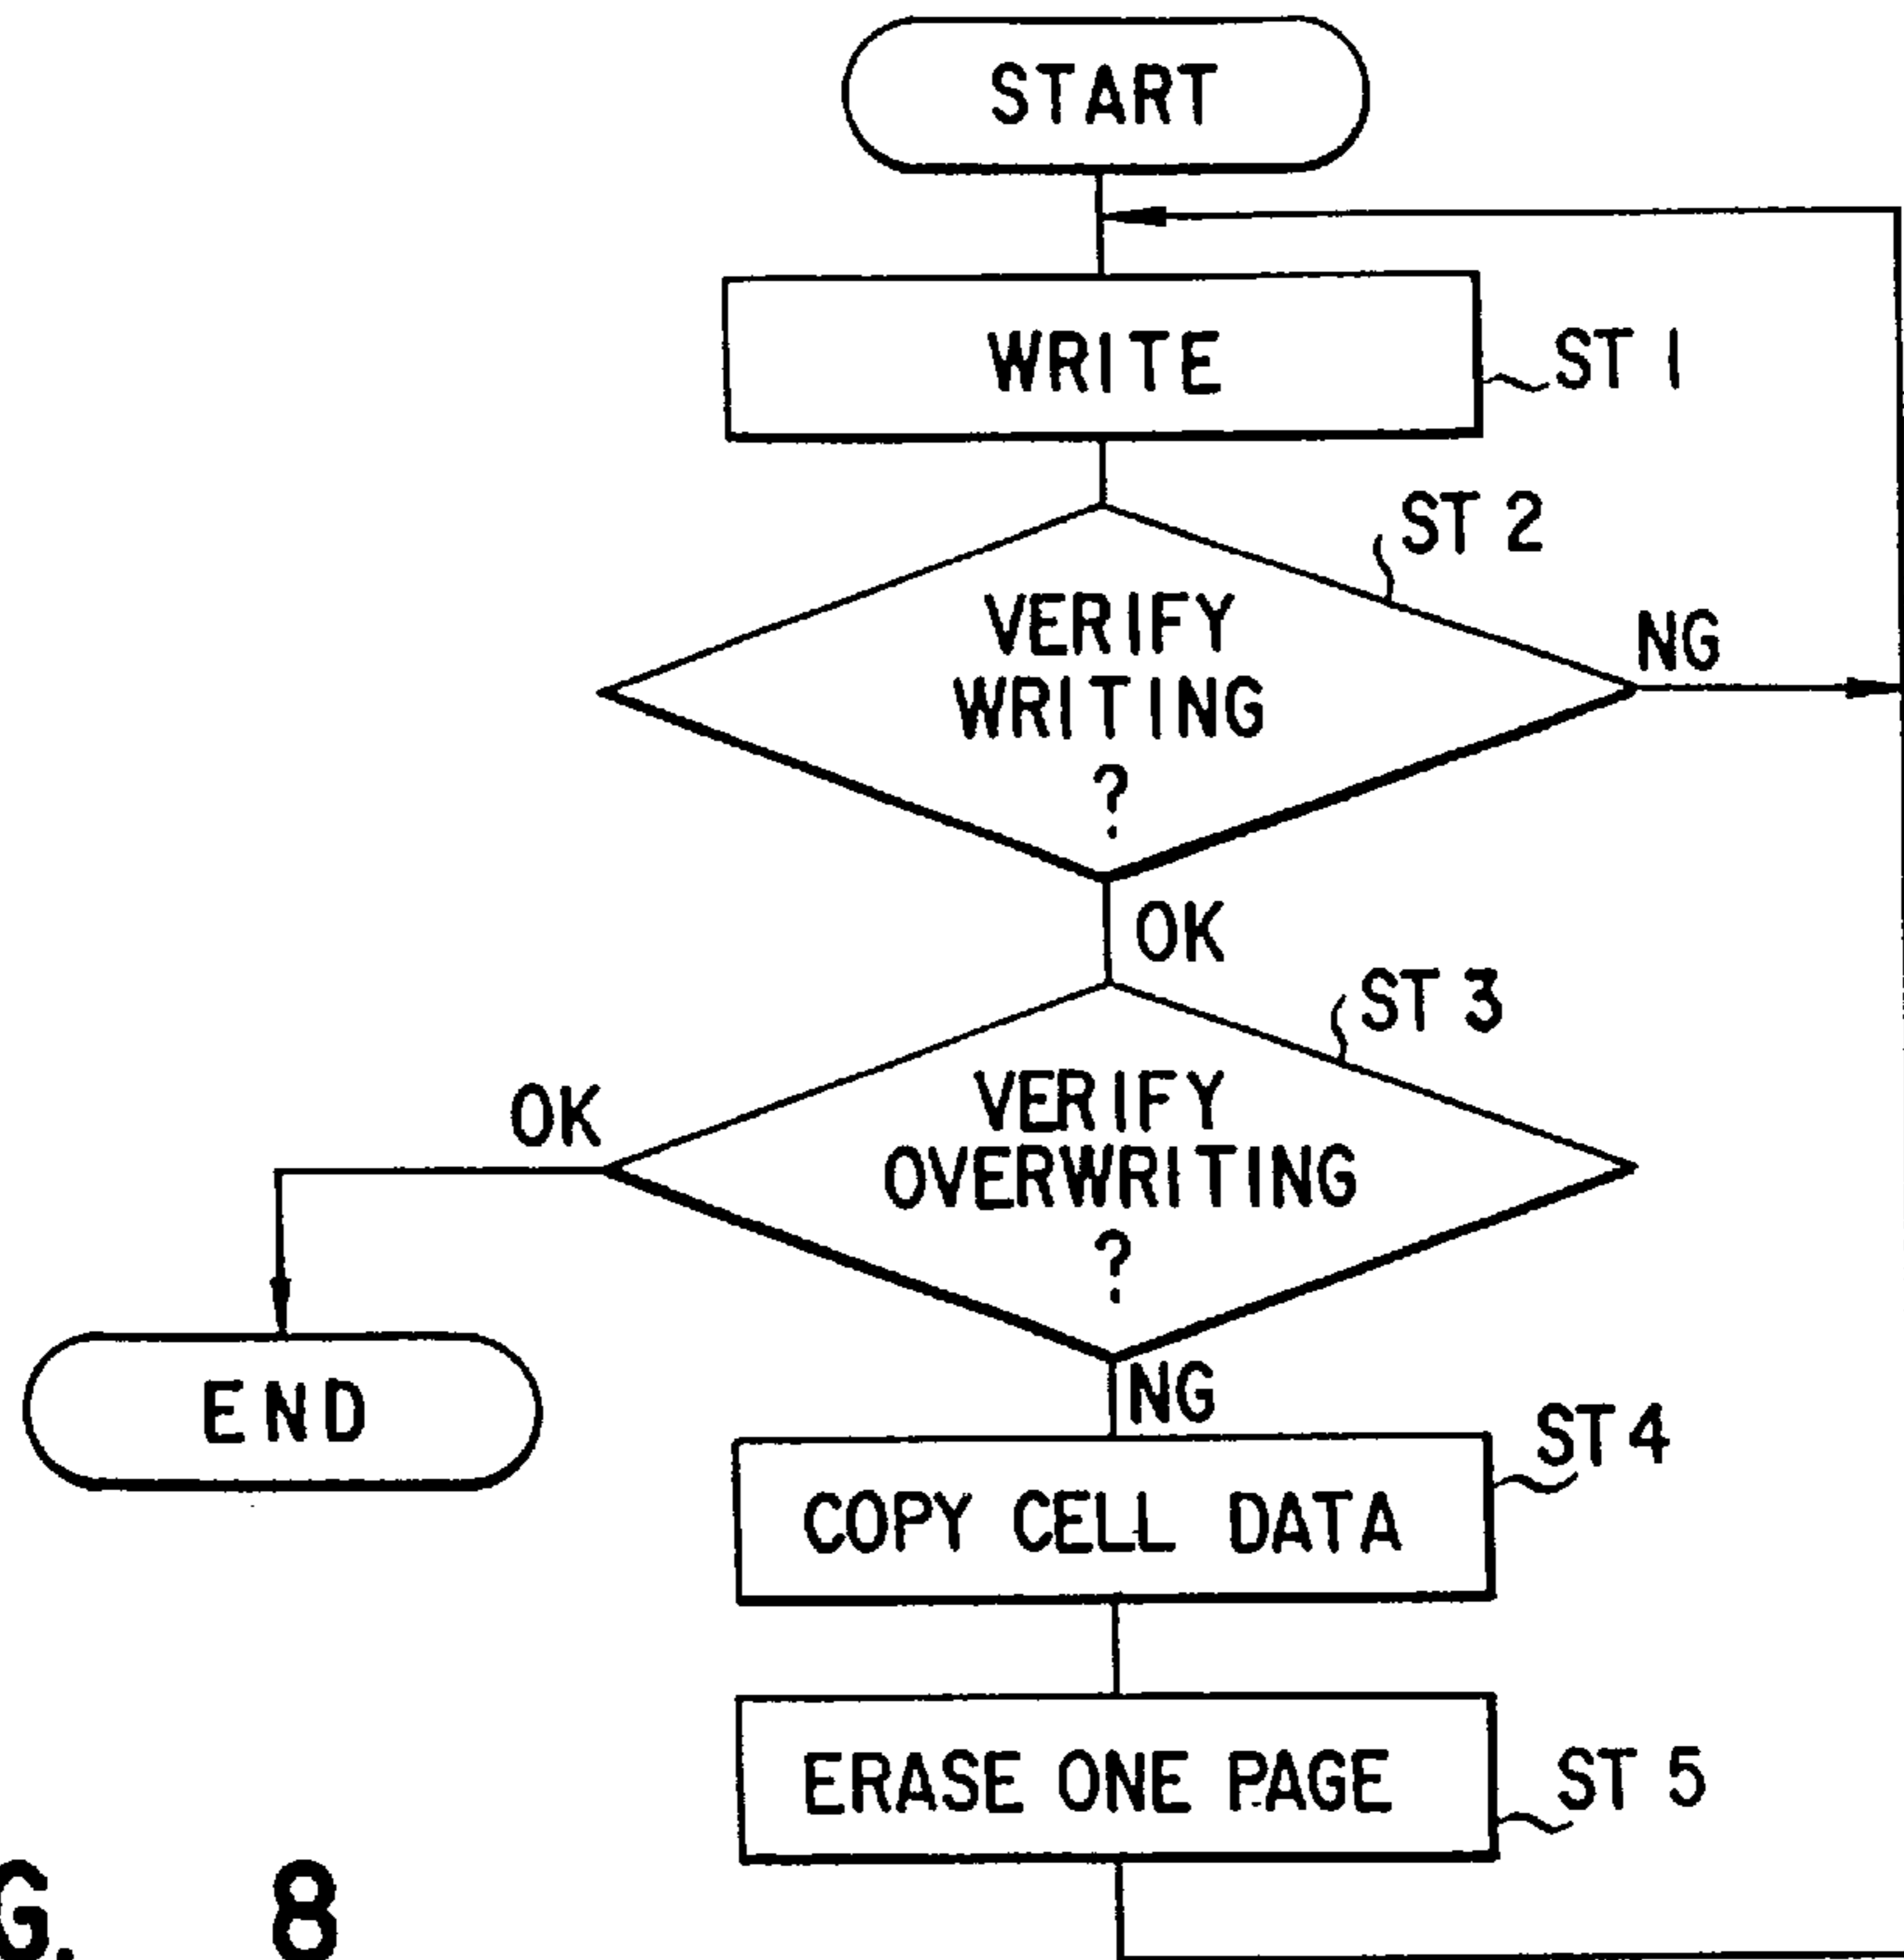 START
WRITE
ST 1
ST 2
VERIFY
WRITING
?
NG
OK
ST 3
VERIFY
OVERWRITING
?
OK
NG
END
ST 4
COPY CELL DATA
ERASE ONE PAGE
ST 5
G. 8